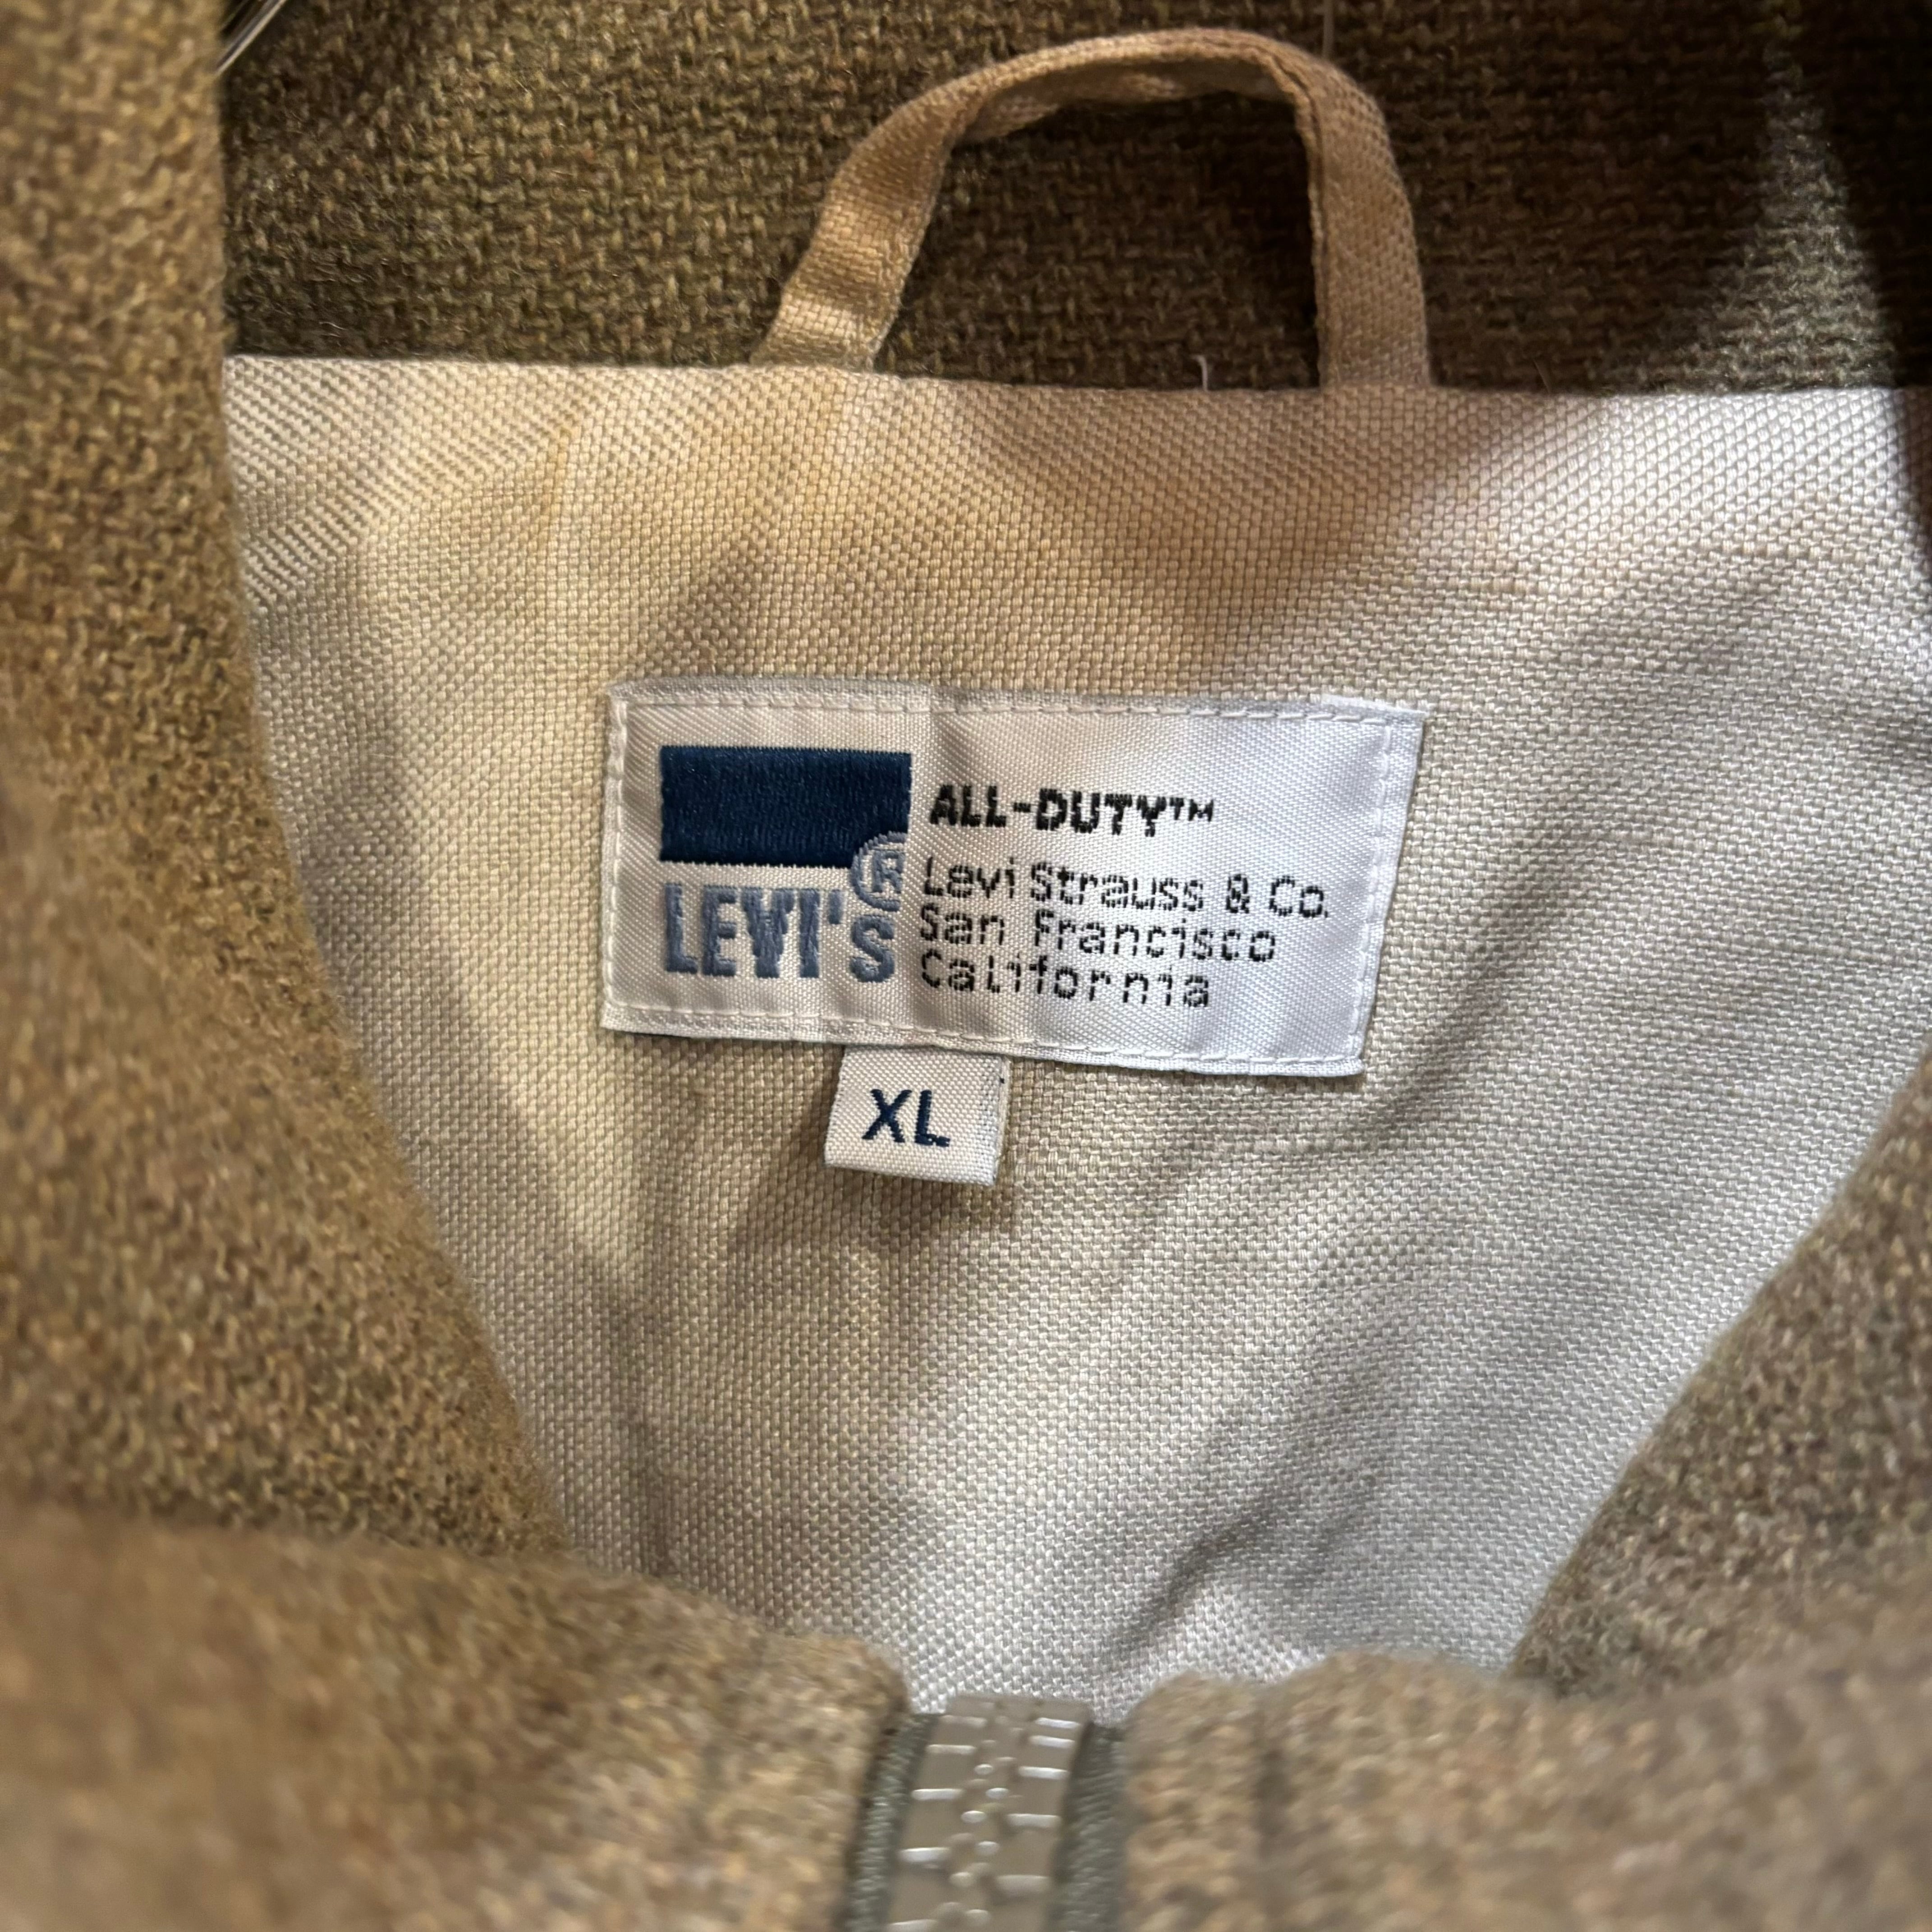 ALL-DUTY™
LEVI'S®
Levi Strauss & Co.
San Francisco
California
XL